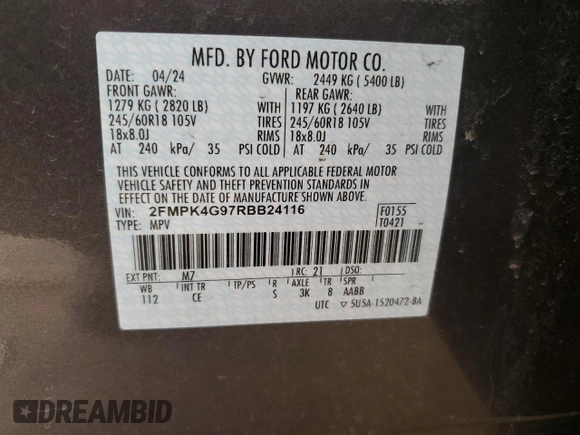 MFD. BY FORD MOTOR CO.
DATE: 04/24 GVWR: 2449 KG ( 5400 LB)
FRONT GAWR: REAR GAWR:
1279 KG ( 2820 LB) WITH 1197 KG ( 2640 LB) WITH
245/60R18 105V TIRES 245/60R18 105V TIRES
18x8.0J RIMS 18x8.0J RIMS
AT 240 kPa/ 35 PSI COLD AT 240 kPa/ 35 PSI COLD
THIS VEHICLE CONFORMS TO ALL APPLICABLE FEDERAL MOTOR
VEHICLE SAFETY AND THEFT PREVENTION STANDARDS IN
EFFECT ON THE DATE OF MANUFACTURE SHOWN ABOVE.
VIN: 2FMPK4G97RBB24116 F0155
TYPE: MPV T0421
EXT PNT: M7 RC: 21 DSO:
WB INT TR TP/PS R AXLE TR SPR
112 CE S 3K 8 AABB
UTC ▽ 5U5A-1520472-BA
DREAMBID